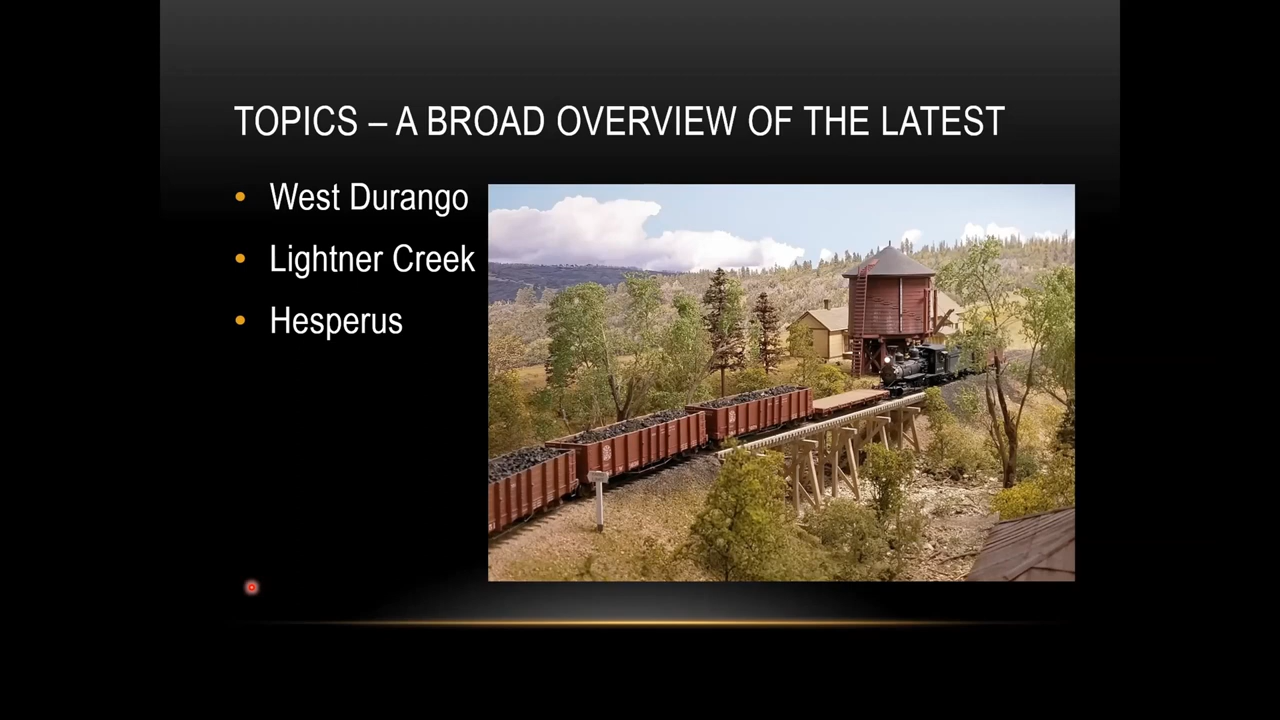 TOPICS – A BROAD OVERVIEW OF THE LATEST
• West Durango
• Lightner Creek
• Hesperus